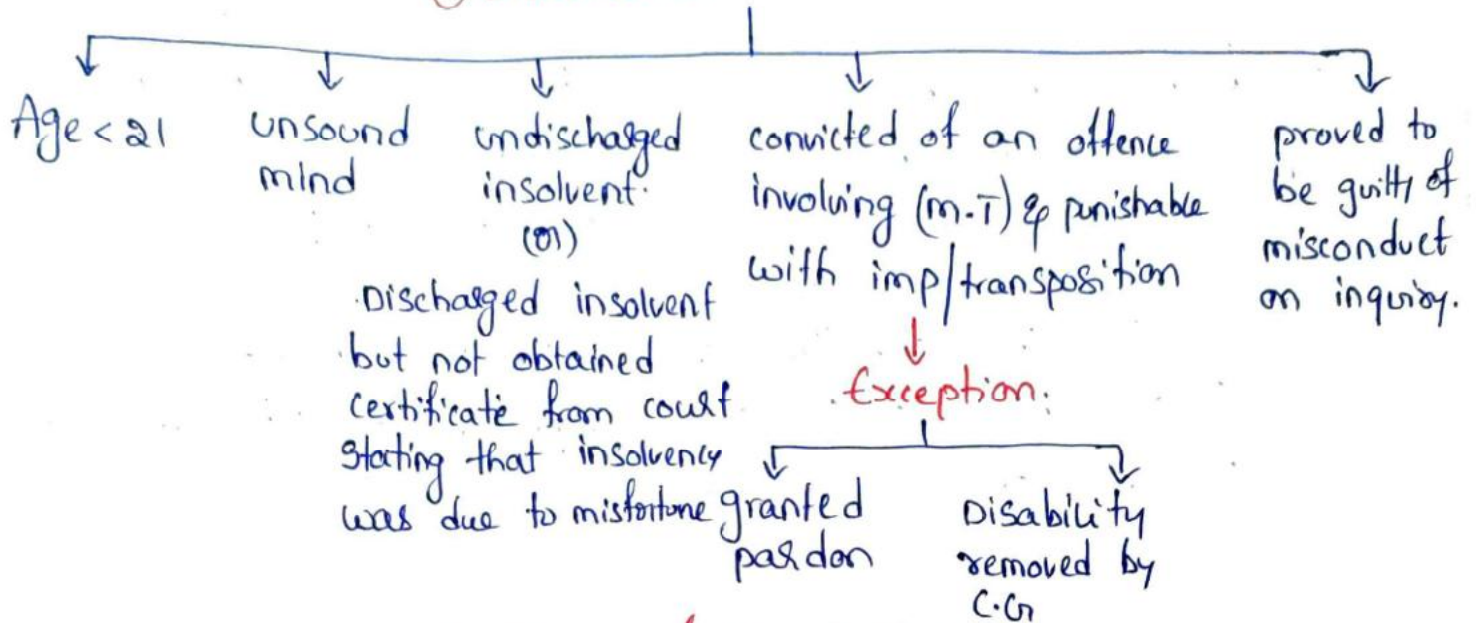 Age < 21
unsound
mind
undischarged
insolvent.
(or)
Discharged insolvent
but not obtained
certificate from court
stating that insolvency
was due to misfortune
convicted of an offence
involving (m.T) & punishable
with imp/transposition
Exception.
granted
pardon
Disability
removed by
C.G
proved to
be guilty of
misconduct
on inquiry.